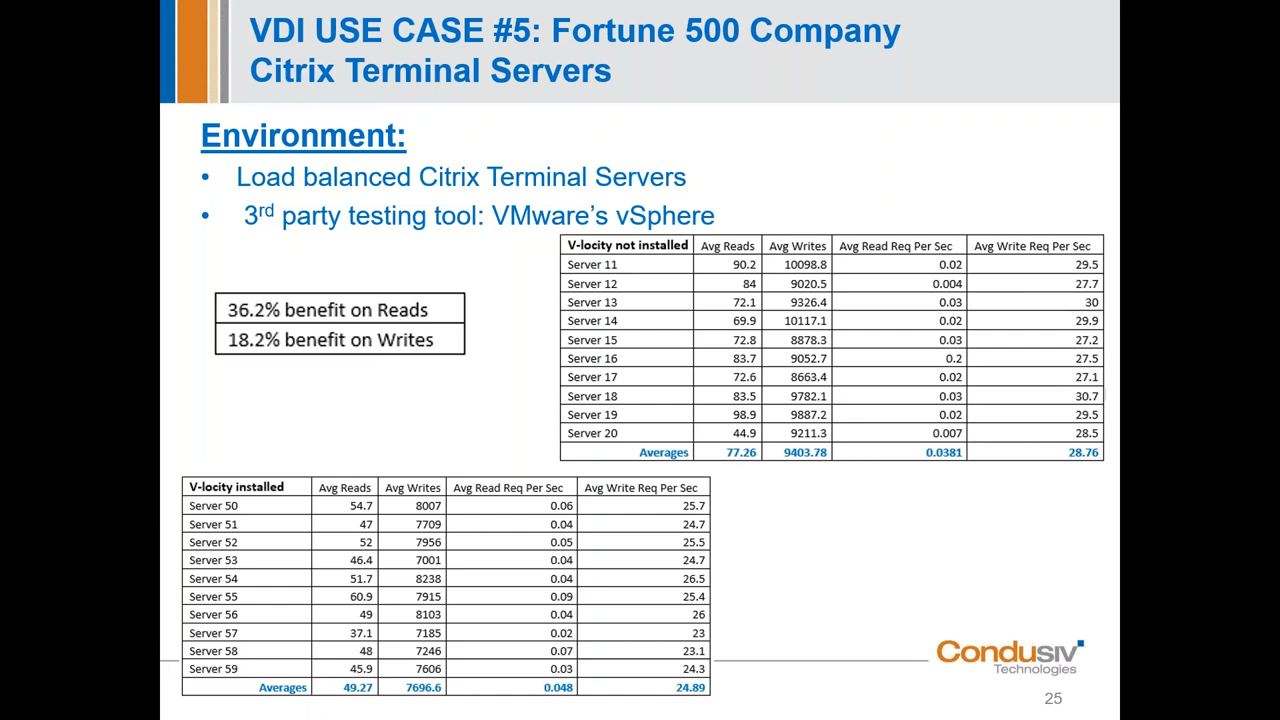 VDI USE CASE #5: Fortune 500 Company
Citrix Terminal Servers
Environment:
• Load balanced Citrix Terminal Servers
• 3rd party testing tool: VMware's vSphere
36.2% benefit on Reads
18.2% benefit on Writes
V-locity not installed Avg Reads Avg Writes Avg Read Req Per Sec Avg Write Req Per Sec
Server 11 90.2 10098.8 0.02 29.5
Server 12 84 9020.5 0.004 27.7
Server 13 72.1 9326.4 0.03 30
Server 14 69.9 10117.1 0.02 29.9
Server 15 72.8 8878.3 0.03 27.2
Server 16 83.7 9052.7 0.2 27.5
Server 17 72.6 8663.4 0.02 27.1
Server 18 83.5 9782.1 0.03 30.7
Server 19 98.9 9887.2 0.02 29.5
Server 20 44.9 9211.3 0.007 28.5
Averages 77.26 9403.78 0.0381 28.76
V-locity installed Avg Reads Avg Writes Avg Read Req Per Sec Avg Write Req Per Sec
Server 50 54.7 8007 0.06 25.7
Server 51 47 7709 0.04 24.7
Server 52 52 7956 0.05 25.5
Server 53 46.4 7001 0.04 24.7
Server 54 51.7 8238 0.04 26.5
Server 55 60.9 7915 0.09 25.4
Server 56 49 8103 0.04 26
Server 57 37.1 7185 0.02 23
Server 58 48 7246 0.07 23.1
Server 59 45.9 7606 0.03 24.3
Averages 49.27 7696.6 0.048 24.89
Condusiv
Technologies
25